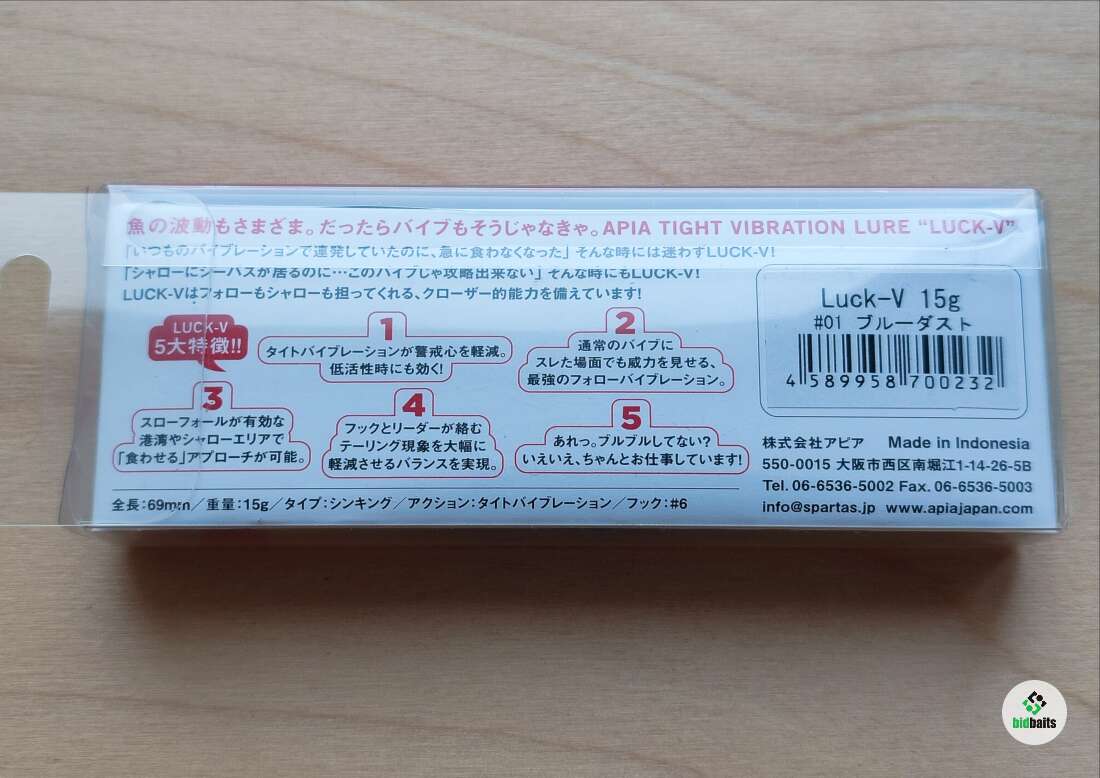 魚の波動もさまざま。だったらバイブもそうじゃなきゃ。APIA TIGHT VIBRATION LURE “LUCK-V”
「いつものバイブレーションで連発していたのに、急に食わなくなった」そんな時には迷わずLUCK-V!
「シャローにシーバスが居るのに…このバイブじゃ攻略出来ない」そんな時にもLUCK-V!
LUCK-Vはフォローもシャローも担ってくれる、クローザー的能力を備えています!
LUCK-V
5大特徴!!
1
タイトバイブレーションが警戒心を軽減。
低活性時にも効く!
2
通常のバイブに
スレた場面でも威力を見せる、
最強のフォローバイブレーション。
3
スローフォールが有効な
港湾やシャローエリアで
「食わせる」アプローチが可能。
4
フックとリーダーが絡む
テーリング現象を大幅に
軽減させるバランスを実現。
5
あれっ。ブルブルしてない?
いえいえ、ちゃんとお仕事しています!
全長:69mm/重量:15g/タイプ:シンキング/アクション:タイトバイブレーション/フック:#6
Luck-V 15g
#01 ブルーダスト
4 589958 700232
株式会社アピア Made in Indonesia
550-0015 大阪市西区南堀江1-14-26-5B
Tel. 06-6536-5002 Fax. 06-6536-5003
info@spartas.jp www.apiajapan.com
bidbaits